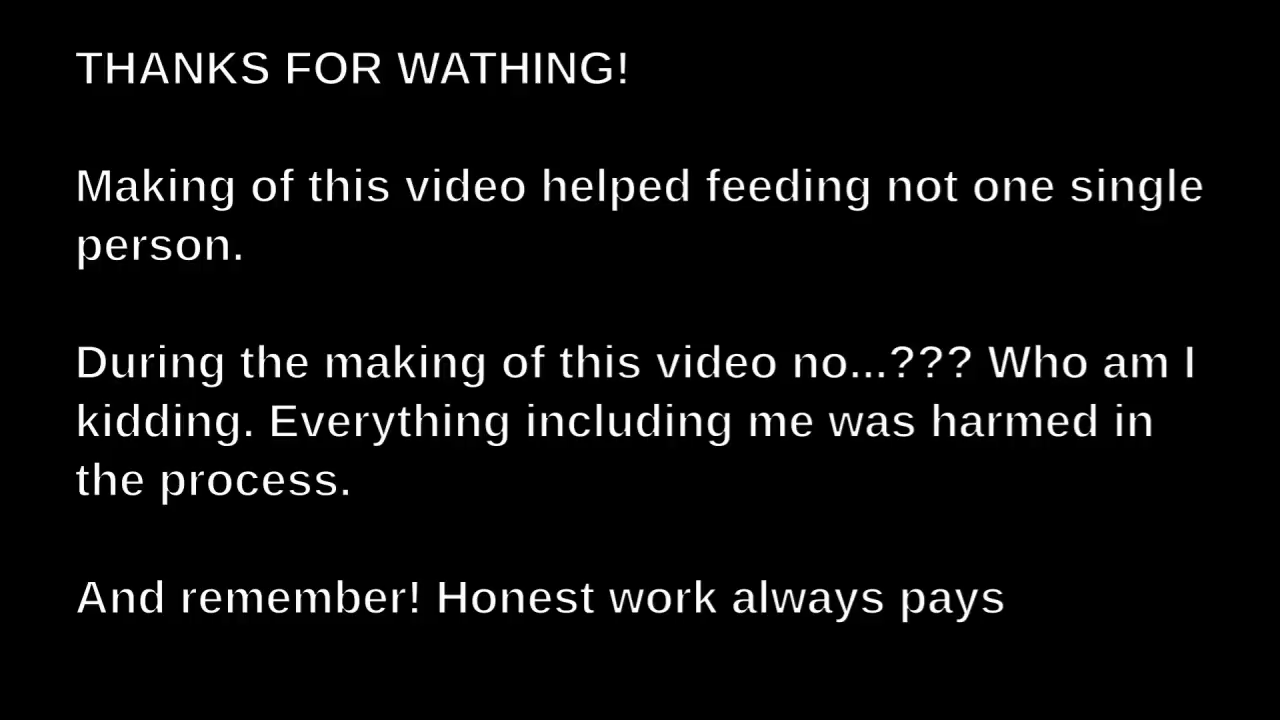 THANKS FOR WATHING!
Making of this video helped feeding not one single
person.
During the making of this video no...??? Who am I
kidding. Everything including me was harmed in
the process.
And remember! Honest work always pays